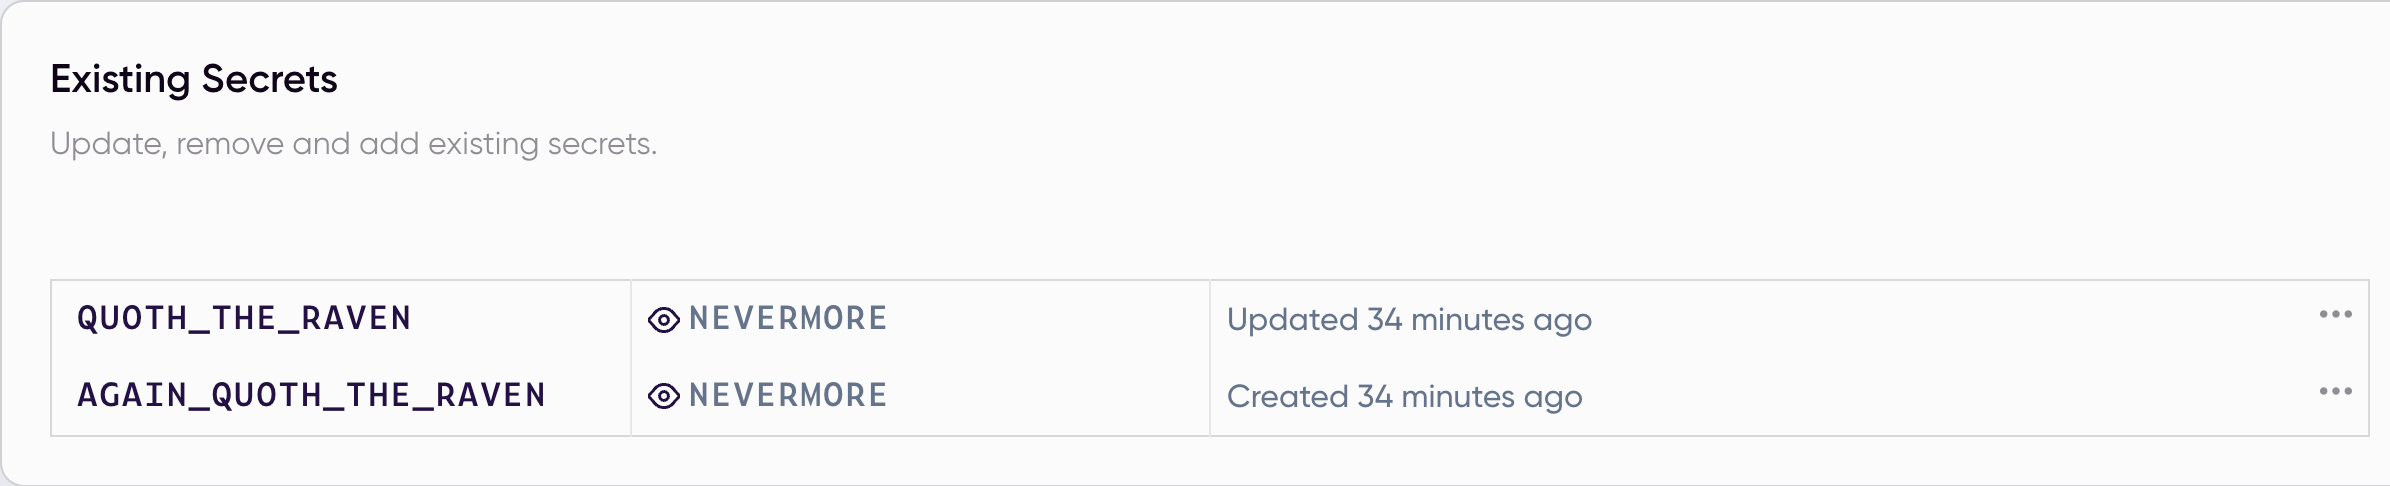 Existing Secrets
Update, remove and add existing secrets.
QUOTH_THE_RAVEN NEVERMORE Updated 34 minutes ago
AGAIN_QUOTH_THE_RAVEN NEVERMORE Created 34 minutes ago